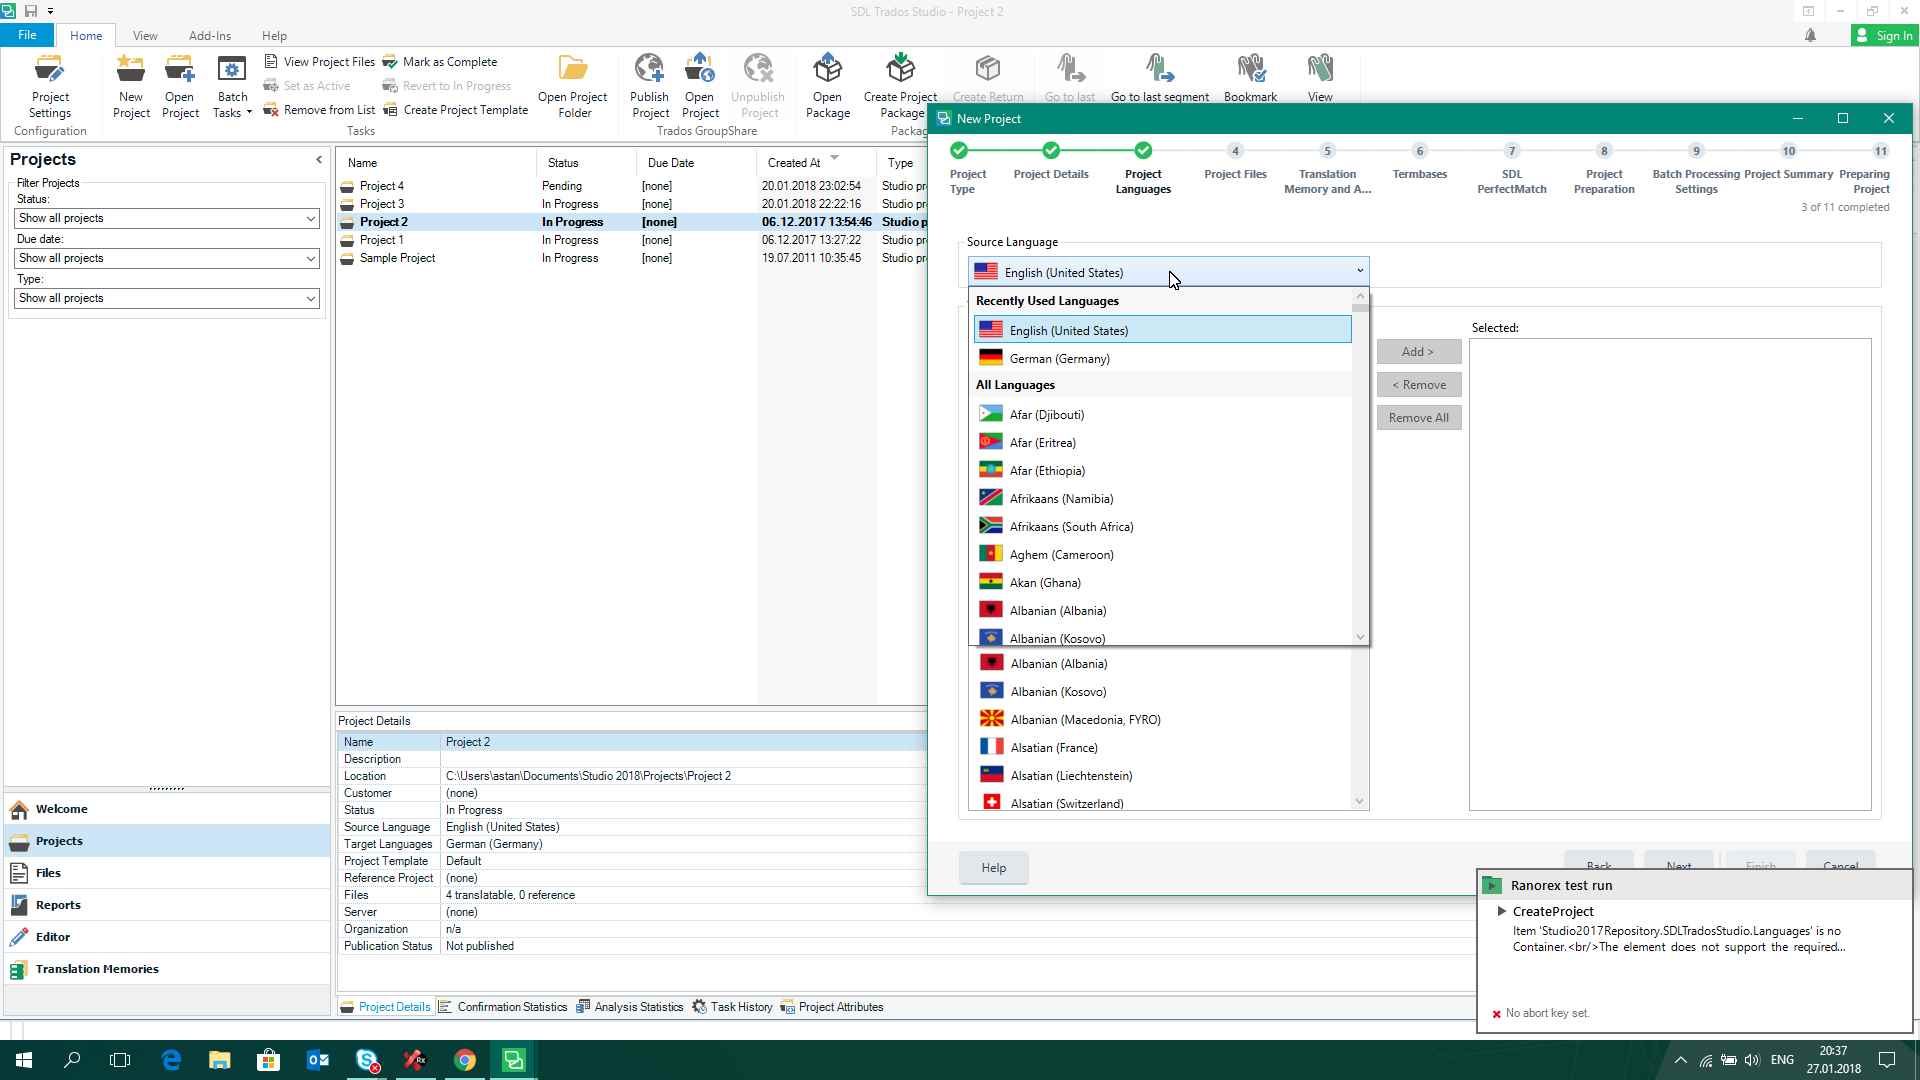 SDL Trados Studio - Project 2
File
Home
View
Add-Ins
Help
Sign In
Project Settings
Configuration
New Project
Open Project
Batch Tasks
View Project Files
Set as Active
Remove from List
Mark as Complete
Revert to In Progress
Create Project Template
Tasks
Open Project Folder
Publish Project
Open Project
Unpublish Project
Trados GroupShare
Open Package
Create Project Package
Create Return
Packag
Go to last
Go to last segment
Bookmark
View
Projects
Filter Projects
Status:
Show all projects
Due date:
Show all projects
Type:
Show all projects
Name Status Due Date Created At Type
Project 4 Pending [none] 20.01.2018 23:02:54 Studio pr
Project 3 In Progress [none] 20.01.2018 22:22:16 Studio pr
Project 2 In Progress [none] 06.12.2017 13:54:46 Studio p
Project 1 In Progress [none] 06.12.2017 13:27:22 Studio pr
Sample Project In Progress [none] 19.07.2011 10:35:45 Studio pr
Welcome
Projects
Files
Reports
Editor
Translation Memories
Project Details
Name Project 2
Description
Location C:\Users\astan\Documents\Studio 2018\Projects\Project 2
Customer (none)
Status In Progress
Source Language English (United States)
Target Languages German (Germany)
Project Template Default
Reference Project (none)
Files 4 translatable, 0 reference
Server (none)
Organization n/a
Publication Status Not published
Project Details
Confirmation Statistics
Analysis Statistics
Task History
Project Attributes
New Project
4 5 6 7 8 9 10 11
Project Type
Project Details
Project Languages
Project Files
Translation Memory and A...
Termbases
SDL PerfectMatch
Project Preparation
Batch Processing Settings
Project Summary
Preparing Project
3 of 11 completed
Source Language
English (United States)
Recently Used Languages
English (United States)
German (Germany)
All Languages
Afar (Djibouti)
Afar (Eritrea)
Afar (Ethiopia)
Afrikaans (Namibia)
Afrikaans (South Africa)
Aghem (Cameroon)
Akan (Ghana)
Albanian (Albania)
Albanian (Kosovo)
Albanian (Albania)
Albanian (Kosovo)
Albanian (Macedonia, FYRO)
Alsatian (France)
Alsatian (Liechtenstein)
Alsatian (Switzerland)
Add >
< Remove
Remove All
Selected:
Help
Back
Next
Finish
Cancel
Ranorex test run
CreateProject
Item 'Studio2017Repository.SDLTradosStudio.Languages' is no
Container.<br/>The element does not support the required...
No abort key set.
ENG
20:37
27.01.2018